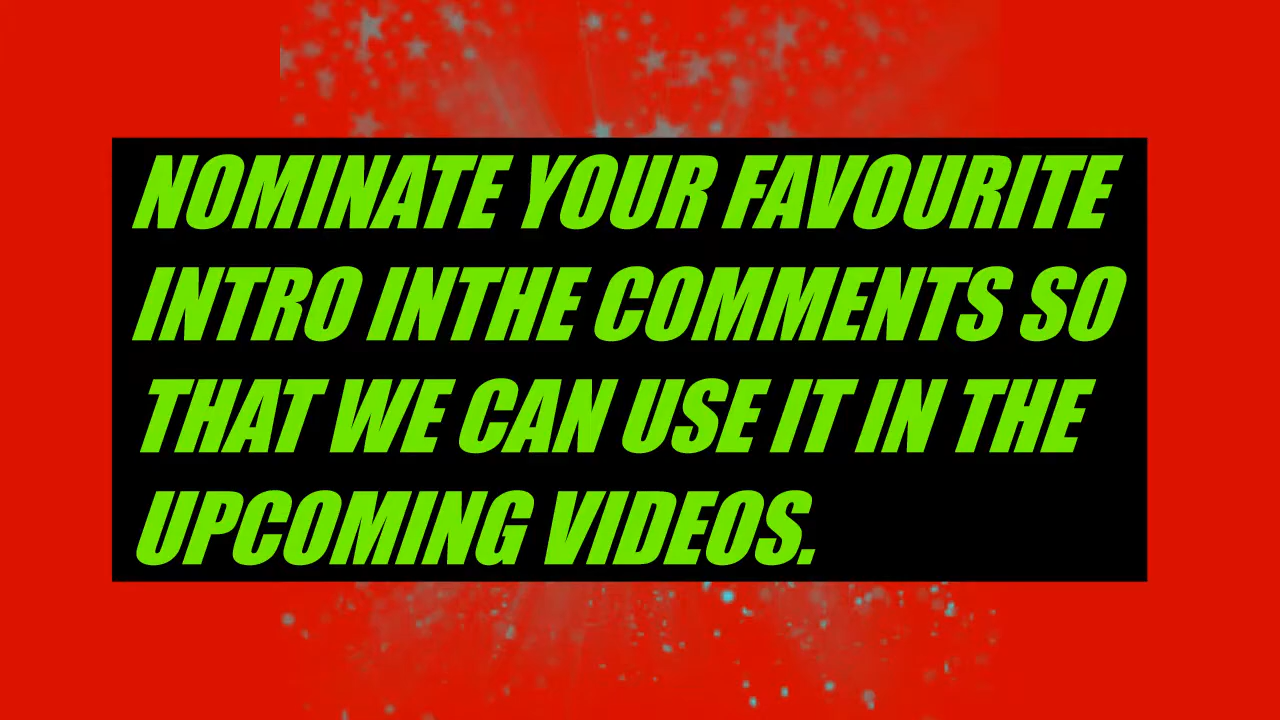 NOMINATE YOUR FAVOURITE
INTRO INTHE COMMENTS SO
THAT WE CAN USE IT IN THE
UPCOMING VIDEOS.